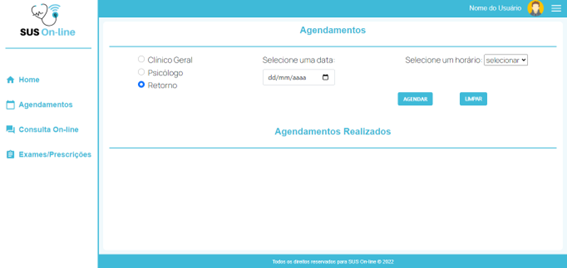 Nome do Usuário
SUS On-line
Home
Agendamentos
Consulta On-line
Exames/Prescrições
Agendamentos
Clínico Geral
Psicólogo
Retorno
Selecione uma data:
dd/mm/aaaa
Selecione um horário: selecionar
AGENDAR
LIMPAR
Agendamentos Realizados
Todos os direitos reservados para SUS On-line © 2022